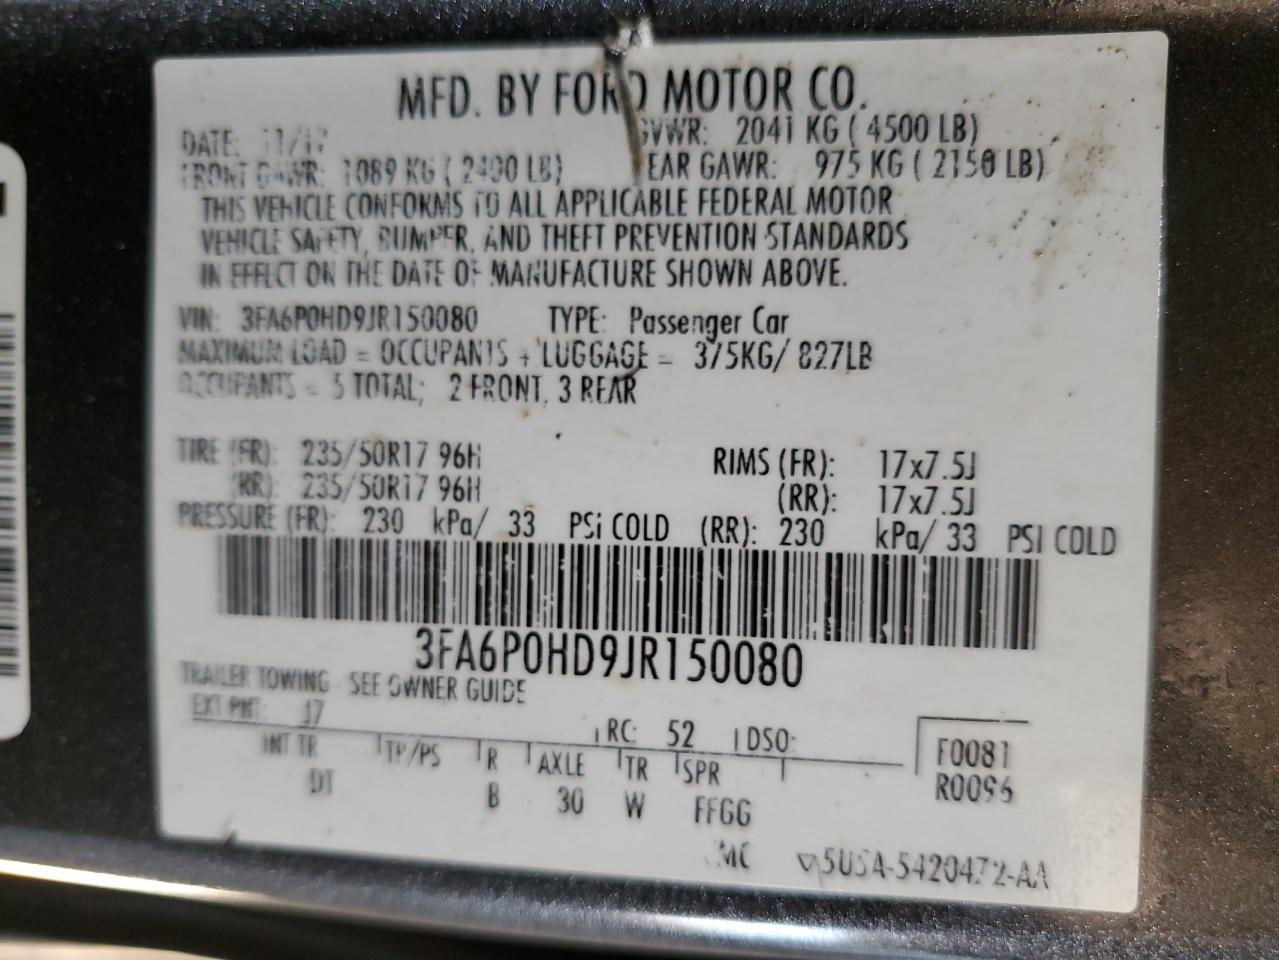 MFD. BY FORD MOTOR CO.
DATE: 11/17 GVWR: 2041 KG ( 4500 LB)
FRONT GAWR: 1089 KG ( 2400 LB) REAR GAWR: 975 KG ( 2150 LB)
THIS VEHICLE CONFORMS TO ALL APPLICABLE FEDERAL MOTOR
VEHICLE SAFETY, BUMPER, AND THEFT PREVENTION STANDARDS
IN EFFECT ON THE DATE OF MANUFACTURE SHOWN ABOVE.
VIN: 3FA6P0HD9JR150080 TYPE: Passenger Car
MAXIMUM LOAD = OCCUPANTS + LUGGAGE = 375KG/ 827LB
OCCUPANTS = 5 TOTAL; 2 FRONT, 3 REAR
TIRE (FR): 235/50R17 96H RIMS (FR): 17x7.5J
(RR): 235/50R17 96H (RR): 17x7.5J
PRESSURE (FR): 230 kPa/ 33 PSI COLD (RR): 230 kPa/ 33 PSI COLD
3FA6P0HD9JR150080
TRAILER TOWING - SEE OWNER GUIDE
EXT PNT: J7 RC: 52 DSO:
INT TR TP/PS R AXLE TR SPR
DT B 30 W FFGG
F0081
R0096
5USA-5420472-AA